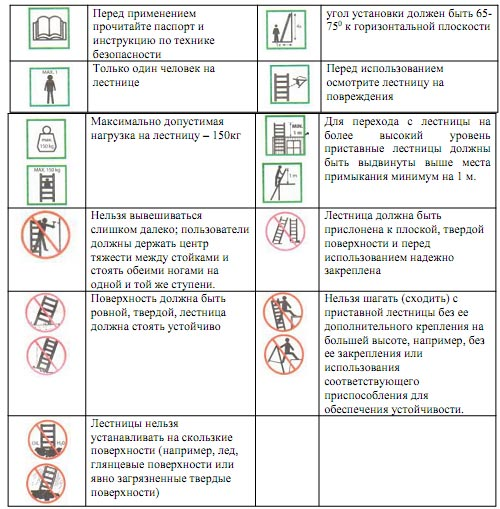 Перед применением
прочитайте паспорт и
инструкцию по технике
безопасности
угол установки должен быть 65-
75⁰ к горизонтальной плоскости
MAX. 1
Только один человек на
лестнице
Перед использованием
осмотрите лестницу на
повреждения
max.
150 kg
MAX. 150 kg
Максимально допустимая
нагрузка на лестницу – 150кг
MIN.
1 m
Для перехода с лестницы на
более высокий уровень
приставные лестницы должны
быть выдвинуты выше места
примыкания минимум на 1 м.
Нельзя вывешиваться
слишком далеко; пользователи
должны держать центр
тяжести между стойками и
стоять обеими ногами на
одной и той же ступени.
Лестница должна быть
прислонена к плоской, твердой
поверхности и перед
использованием надежно
закреплена
Поверхность должна быть
ровной, твердой, лестница
должна стоять устойчиво
Нельзя шагать (сходить) с
приставной лестницы без ее
дополнительного крепления на
большей высоте, например, без
ее закрепления или
использования
соответствующего
приспособления для
обеспечения устойчивости.
Лестницы нельзя
устанавливать на скользкие
поверхности (например, лед,
глянцевые поверхности или
явно загрязненные твердые
поверхности)